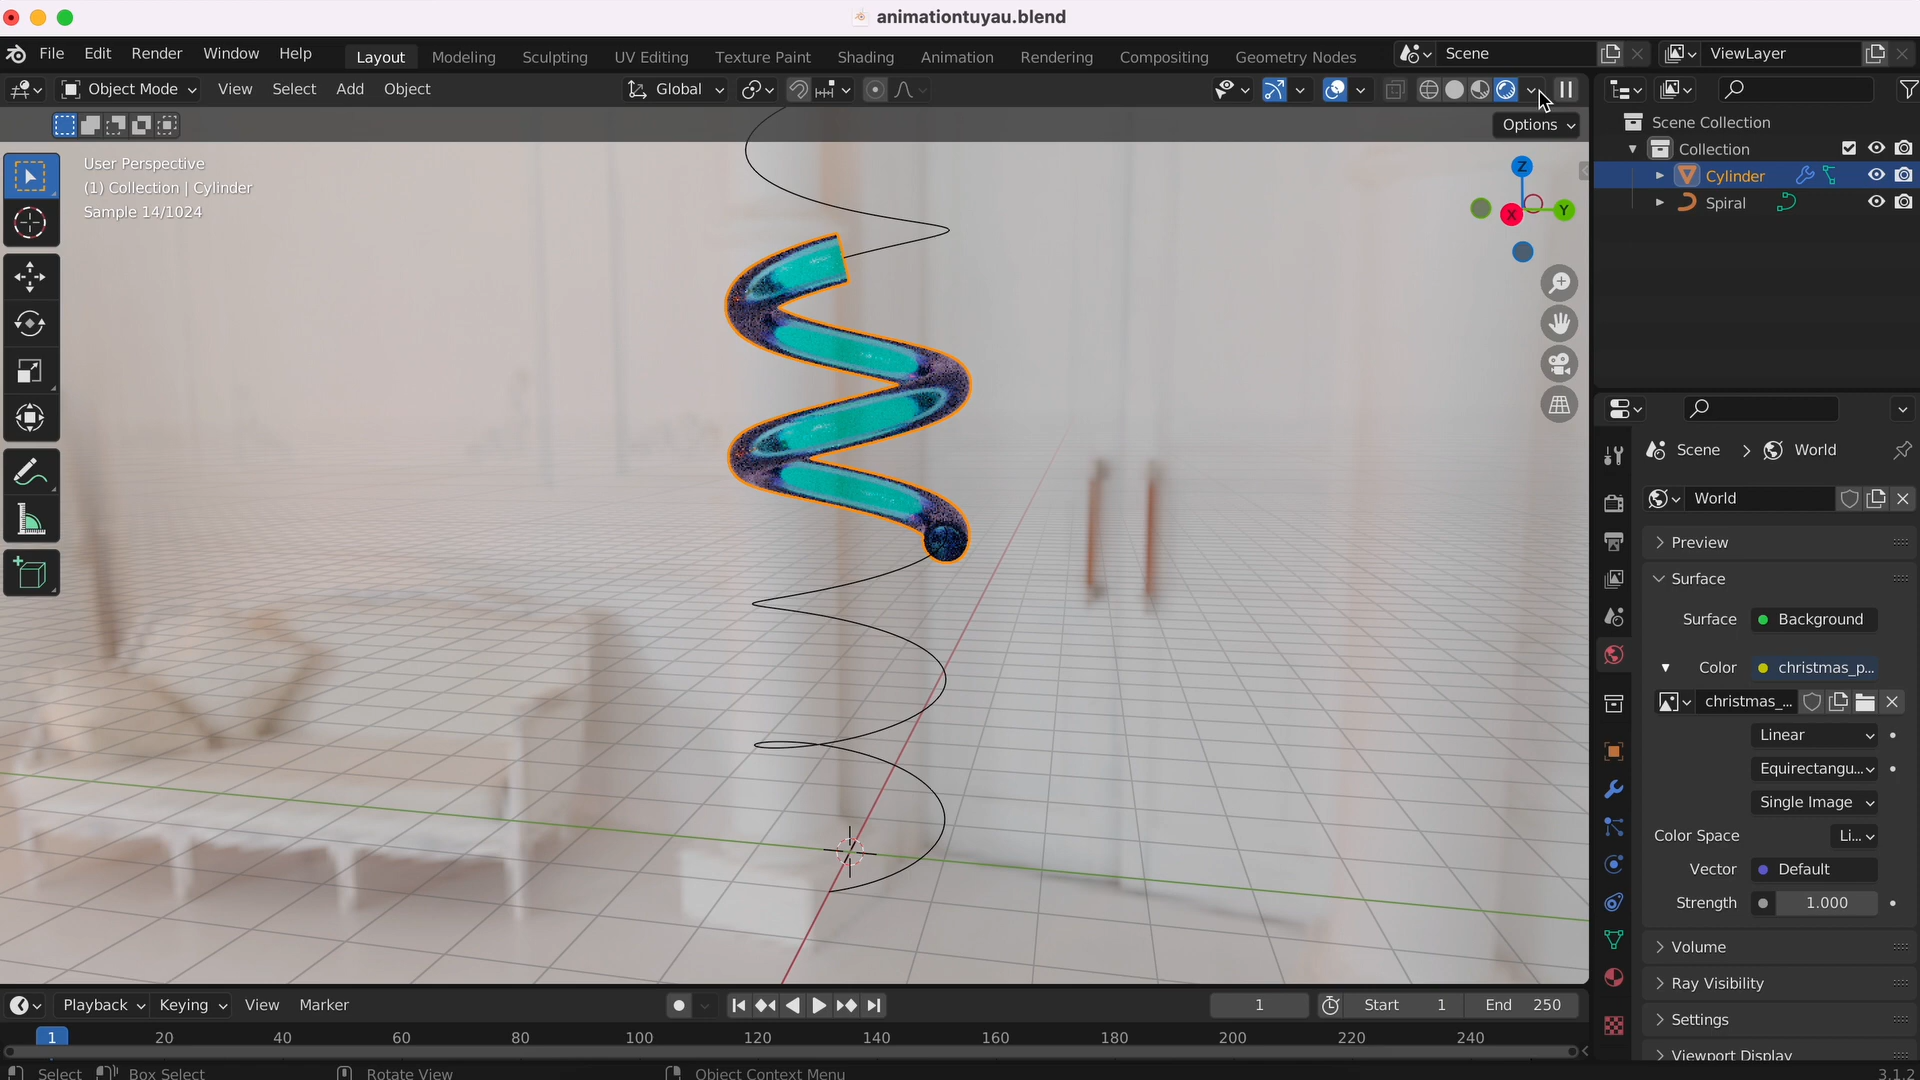 animationtuyau.blend
File Edit Render Window Help Layout Modeling Sculpting UV Editing Texture Paint Shading Animation Rendering Compositing Geometry Nodes Scene ViewLayer
Object Mode View Select Add Object Global
Options
User Perspective
(1) Collection | Cylinder
Sample 14/1024
Z
X
Y
Scene Collection
Collection
Cylinder
Spiral
Scene > World
World
Preview
Surface
Surface Background
Color christmas_p...
christmas_...
Linear
Equirectangu...
Single Image
Color Space Li...
Vector Default
Strength 1.000
Volume
Ray Visibility
Settings
Viewport Display
Playback Keying View Marker 1 Start 1 End 250
1 20 40 60 80 100 120 140 160 180 200 220 240
Select Box Select Rotate View Object Context Menu 3.1.2